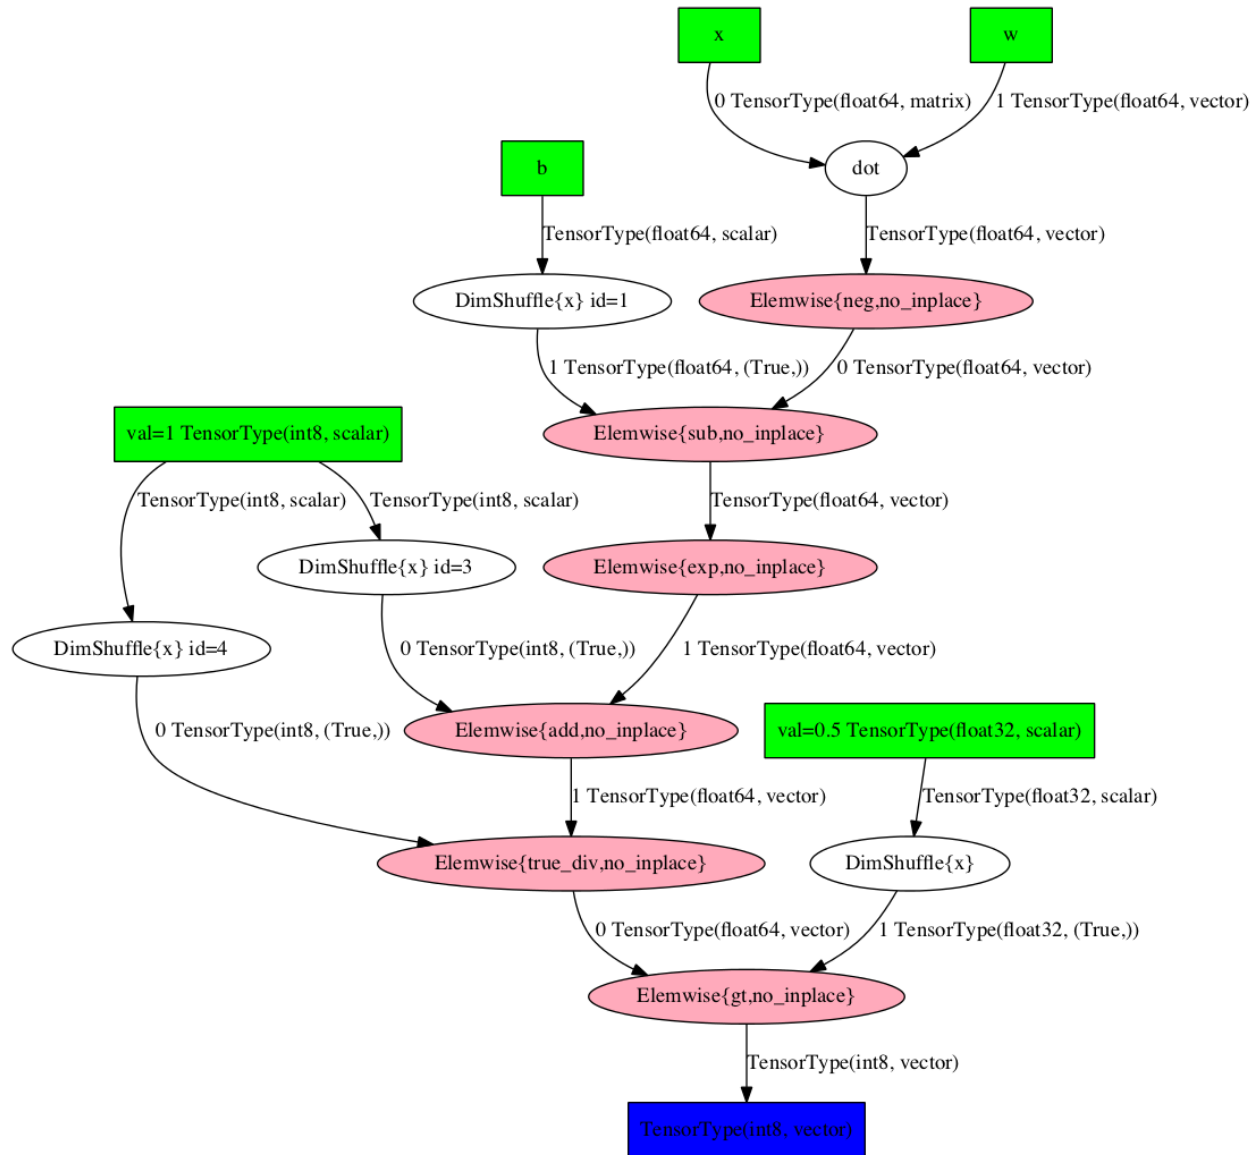 x
w
0 TensorType(float64, matrix)
1 TensorType(float64, vector)
b
dot
TensorType(float64, scalar)
TensorType(float64, vector)
DimShuffle{x} id=1
Elemwise{neg,no_inplace}
1 TensorType(float64, (True,))
0 TensorType(float64, vector)
val=1 TensorType(int8, scalar)
Elemwise{sub,no_inplace}
TensorType(int8, scalar)
TensorType(int8, scalar)
TensorType(float64, vector)
DimShuffle{x} id=3
Elemwise{exp,no_inplace}
DimShuffle{x} id=4
0 TensorType(int8, (True,))
1 TensorType(float64, vector)
0 TensorType(int8, (True,))
Elemwise{add,no_inplace}
val=0.5 TensorType(float32, scalar)
1 TensorType(float64, vector)
TensorType(float32, scalar)
Elemwise{true_div,no_inplace}
DimShuffle{x}
0 TensorType(float64, vector)
1 TensorType(float32, (True,))
Elemwise{gt,no_inplace}
TensorType(int8, vector)
TensorType(int8, vector)